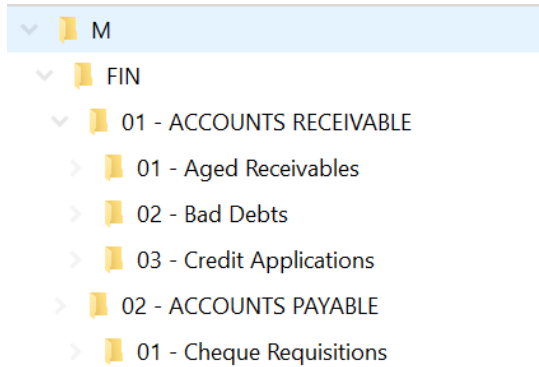 M
FIN
01 - ACCOUNTS RECEIVABLE
01 - Aged Receivables
02 - Bad Debts
03 - Credit Applications
02 - ACCOUNTS PAYABLE
01 - Cheque Requisitions